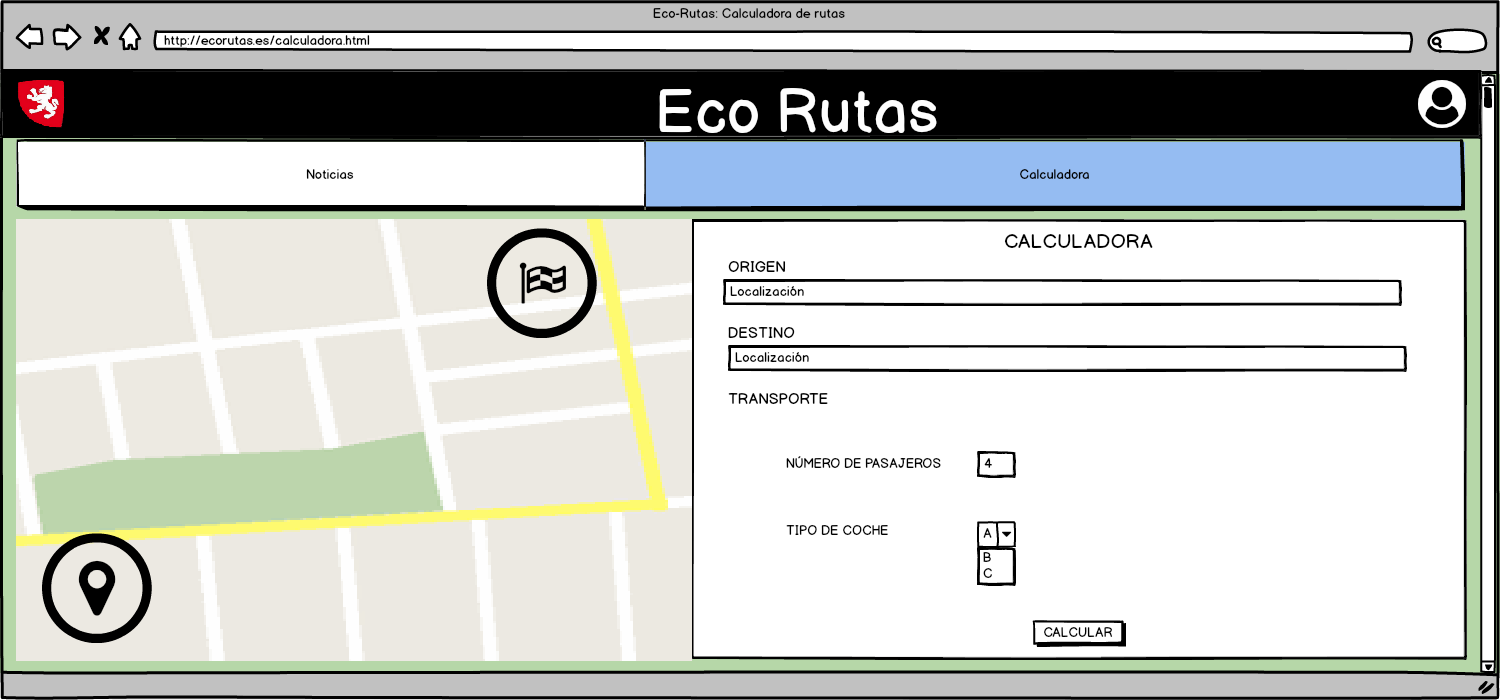 Eco-Rutas: Calculadora de rutas
http://ecorutas.es/calculadora.html
Eco Rutas
Noticias
Calculadora
CALCULADORA
ORIGEN
Localización
DESTINO
Localización
TRANSPORTE
NÚMERO DE PASAJEROS 4
TIPO DE COCHE A
B
C
CALCULAR